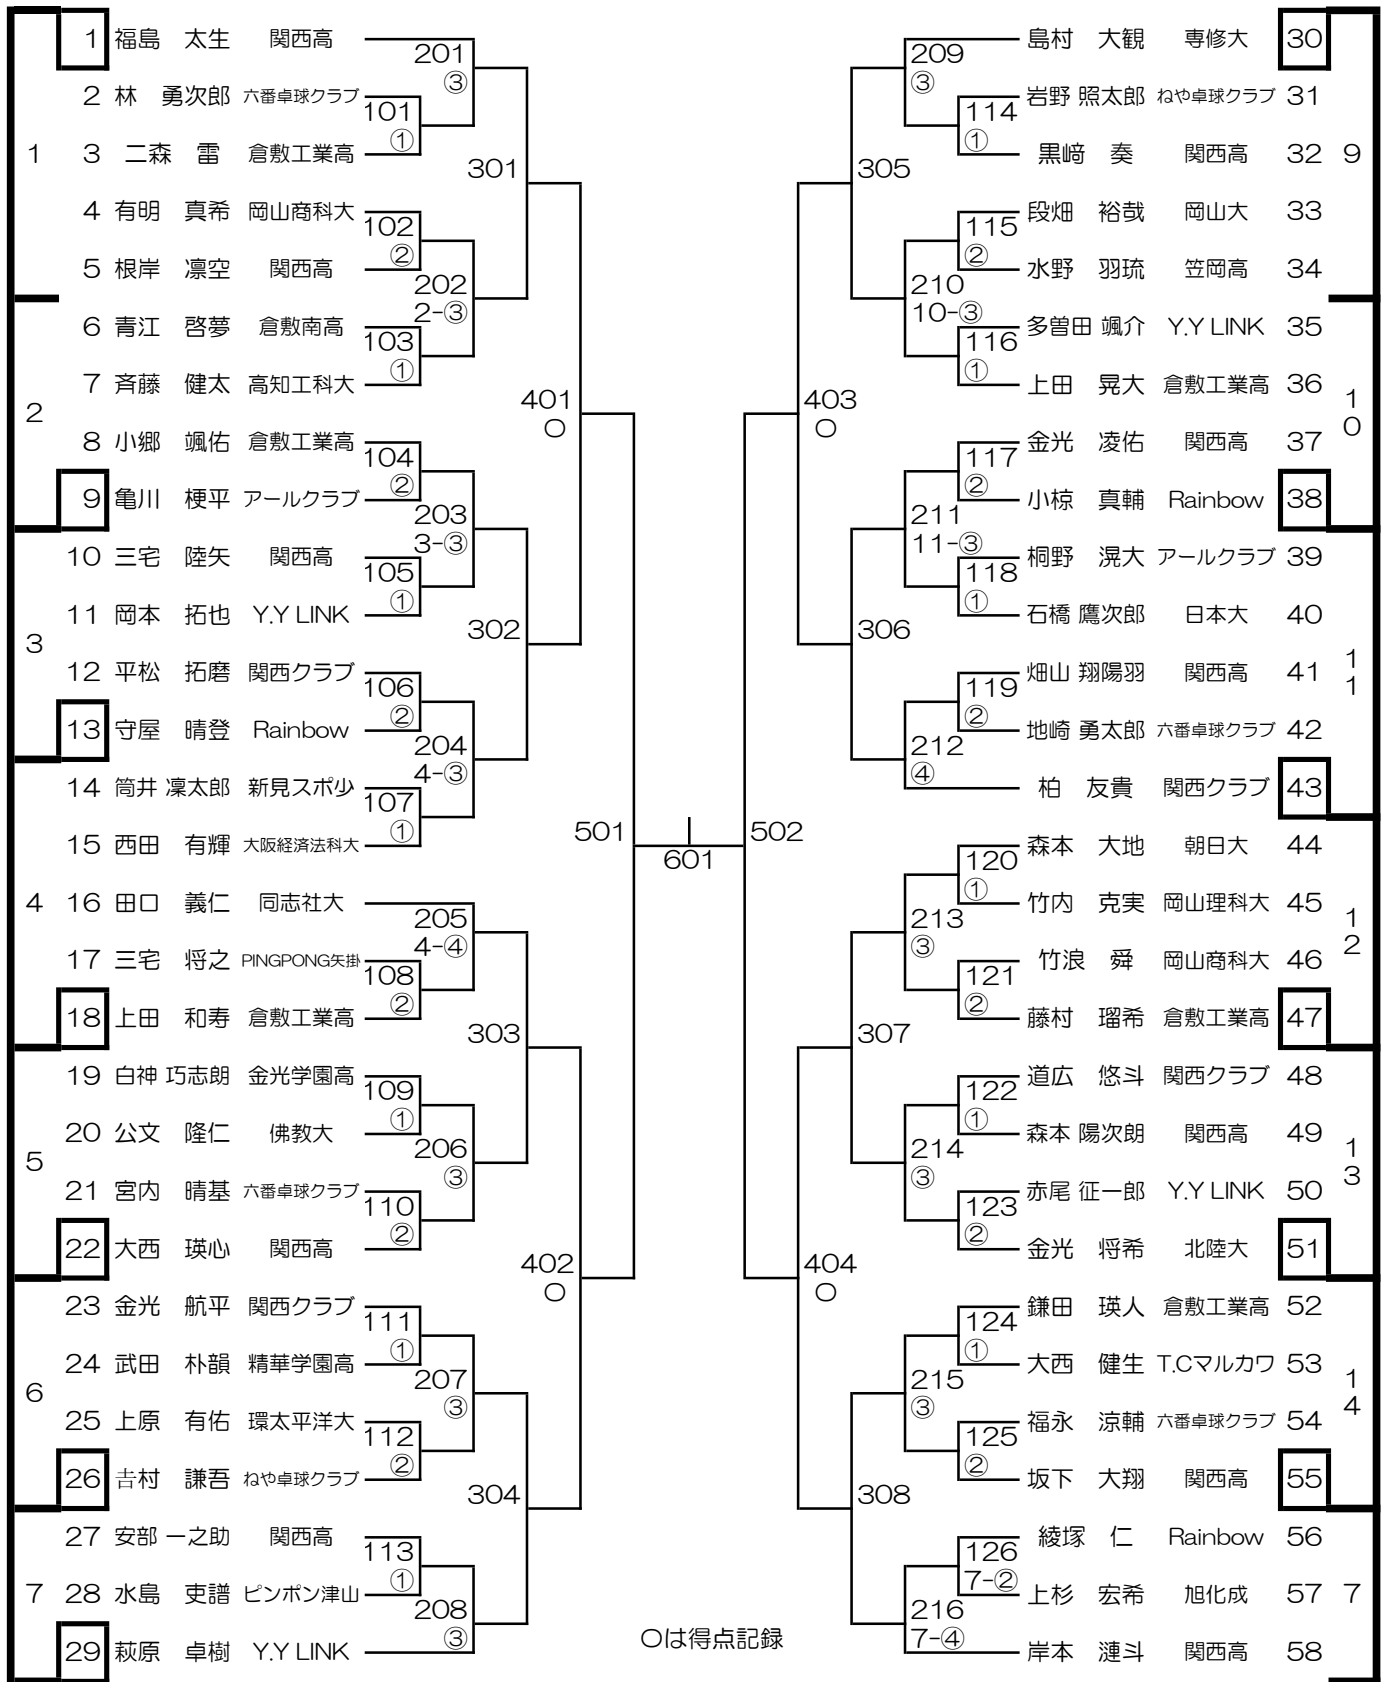 1 福島 太生 関西高
2 林 勇次郎 六番卓球クラブ
3 二森 雷 倉敷工業高
4 有明 真希 岡山商科大
5 根岸 凛空 関西高
6 青江 啓夢 倉敷南高
7 斉藤 健太 高知工科大
8 小郷 颯佑 倉敷工業高
9 亀川 梗平 アールクラブ
10 三宅 陸矢 関西高
11 岡本 拓也 Y.Y LINK
12 平松 拓磨 関西クラブ
13 守屋 晴登 Rainbow
14 筒井 凜太郎 新見スポ少
15 西田 有輝 大阪経済法科大
16 田口 義仁 同志社大
17 三宅 将之 PINGPONG矢掛
18 上田 和寿 倉敷工業高
19 白神 巧志朗 金光学園高
20 公文 隆仁 佛教大
21 宮内 晴基 六番卓球クラブ
22 大西 瑛心 関西高
23 金光 航平 関西クラブ
24 武田 朴韻 精華学園高
25 上原 有佑 環太平洋大
26 𠮷村 謙吾 ねや卓球クラブ
27 安部 一之助 関西高
28 水島 吏譜 ピンポン津山
29 萩原 卓樹 Y.Y LINK
1
2
3
4
5
6
7
101 ①
102 ②
103 ①
104 ②
105 ①
106 ②
107 ①
108 ②
109 ①
110 ②
111 ①
112 ②
113 ①
201 ③
202 2-③
203 3-③
204 4-③
205 4-④
206 ③
207 ③
208 ③
301
302
303
304
401 〇
402 〇
501
601
502
403 〇
404 〇
305
306
307
308
209 ③
210 10-③
211 11-③
212 ④
213 ③
214 ③
215 ③
216 7-④
114 ①
115 ②
116 ①
117 ②
118 ①
119 ②
120 ①
121 ②
122 ①
123 ②
124 ①
125 ②
126 7-②
島村 大観 専修大 30
岩野 照太郎 ねや卓球クラブ 31
黒﨑 奏 関西高 32
段畑 裕哉 岡山大 33
水野 羽琉 笠岡高 34
多曽田 颯介 Y.Y LINK 35
上田 晃大 倉敷工業高 36
金光 凌佑 関西高 37
小椋 真輔 Rainbow 38
桐野 滉大 アールクラブ 39
石橋 鷹次郎 日本大 40
畑山 翔陽羽 関西高 41
地崎 勇太郎 六番卓球クラブ 42
柏 友貴 関西クラブ 43
森本 大地 朝日大 44
竹内 克実 岡山理科大 45
竹浪 舜 岡山商科大 46
藤村 瑠希 倉敷工業高 47
道広 悠斗 関西クラブ 48
森本 陽次朗 関西高 49
赤尾 征一郎 Y.Y LINK 50
金光 将希 北陸大 51
鎌田 瑛人 倉敷工業高 52
大西 健生 T.Cマルカワ 53
福永 涼輔 六番卓球クラブ 54
坂下 大翔 関西高 55
綾塚 仁 Rainbow 56
上杉 宏希 旭化成 57
岸本 漣斗 関西高 58
9
10
11
12
13
14
7
〇は得点記録